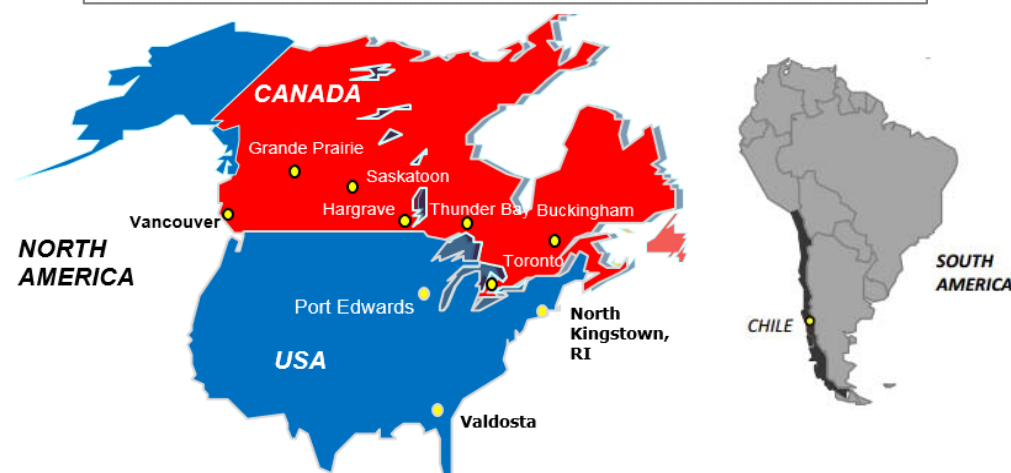 CANADA
Grande Prairie
Saskatoon
Hargrave
Thunder Bay
Buckingham
Vancouver
Toronto
NORTH
AMERICA
Port Edwards
North
Kingstown,
RI
USA
Valdosta
SOUTH
AMERICA
CHILE